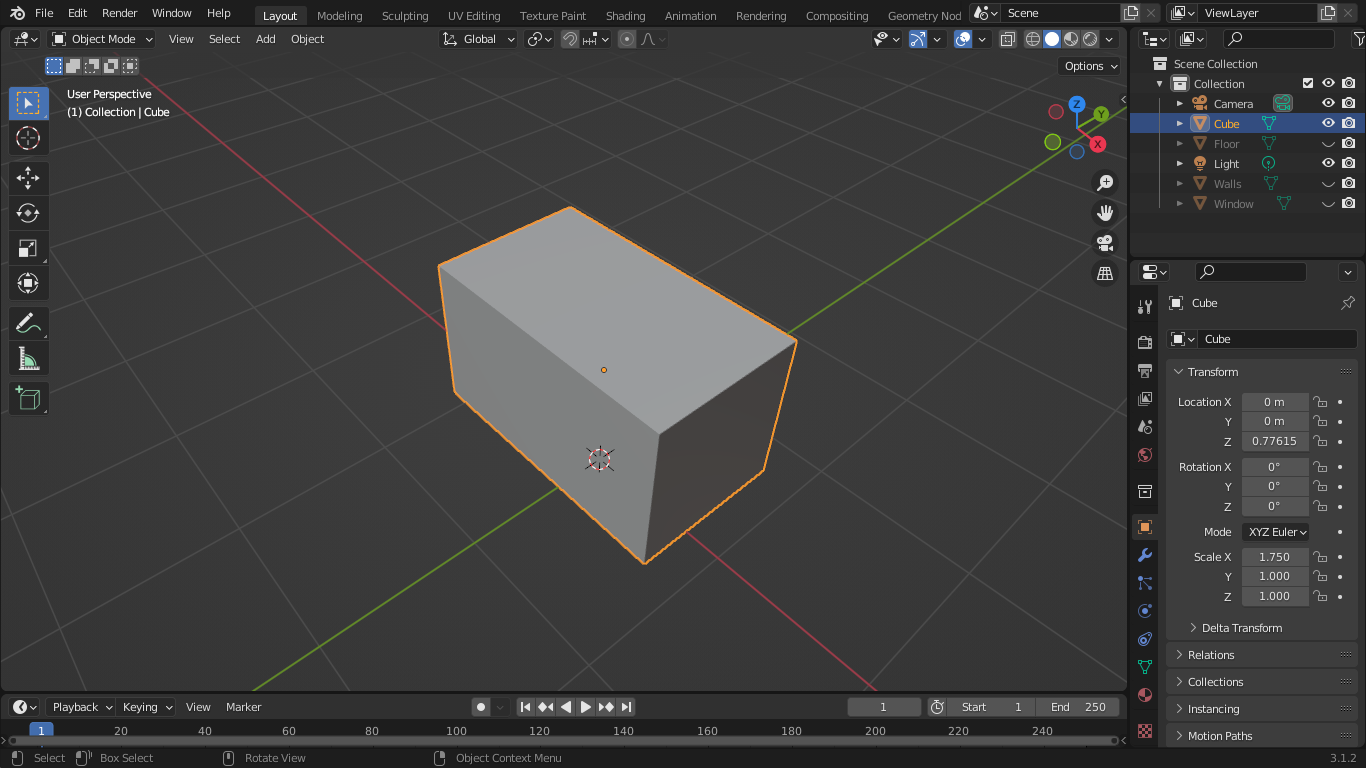 File Edit Render Window Help Layout Modeling Sculpting UV Editing Texture Paint Shading Animation Rendering Compositing Geometry Nod Scene ViewLayer
Object Mode View Select Add Object Global
Options
User Perspective
(1) Collection | Cube
Z
Y
X
Scene Collection
Collection
Camera
Cube
Floor
Light
Walls
Window
Cube
Cube
Transform
Location X 0 m
Y 0 m
Z 0.77615
Rotation X 0°
Y 0°
Z 0°
Mode XYZ Euler
Scale X 1.750
Y 1.000
Z 1.000
Delta Transform
Relations
Collections
Instancing
Motion Paths
Playback Keying View Marker 1 Start 1 End 250
1 20 40 60 80 100 120 140 160 180 200 220 240
Select Box Select Rotate View Object Context Menu 3.1.2